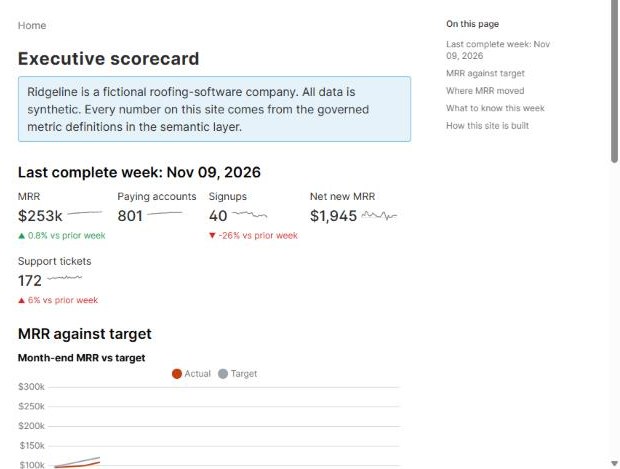 Home
Executive scorecard
Ridgeline is a fictional roofing-software company. All data is
synthetic. Every number on this site comes from the governed
metric definitions in the semantic layer.
Last complete week: Nov 09, 2026
MRR
$253k
▲ 0.8% vs prior week
Paying accounts
801
Signups
40
▼ -26% vs prior week
Net new MRR
$1,945
Support tickets
172
▲ 6% vs prior week
MRR against target
Month-end MRR vs target
Actual
Target
$300k
$250k
$200k
$150k
$100k
On this page
Last complete week: Nov
09, 2026
MRR against target
Where MRR moved
What to know this week
How this site is built